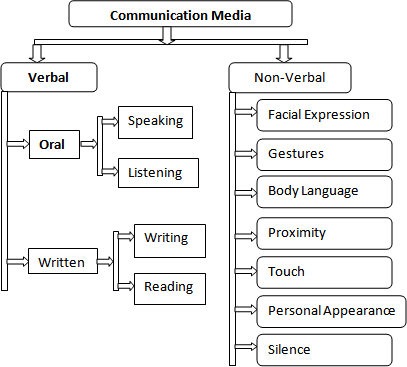 Communication Media
Verbal
Non-Verbal
Oral
Speaking
Listening
Written
Writing
Reading
Facial Expression
Gestures
Body Language
Proximity
Touch
Personal Appearance
Silence